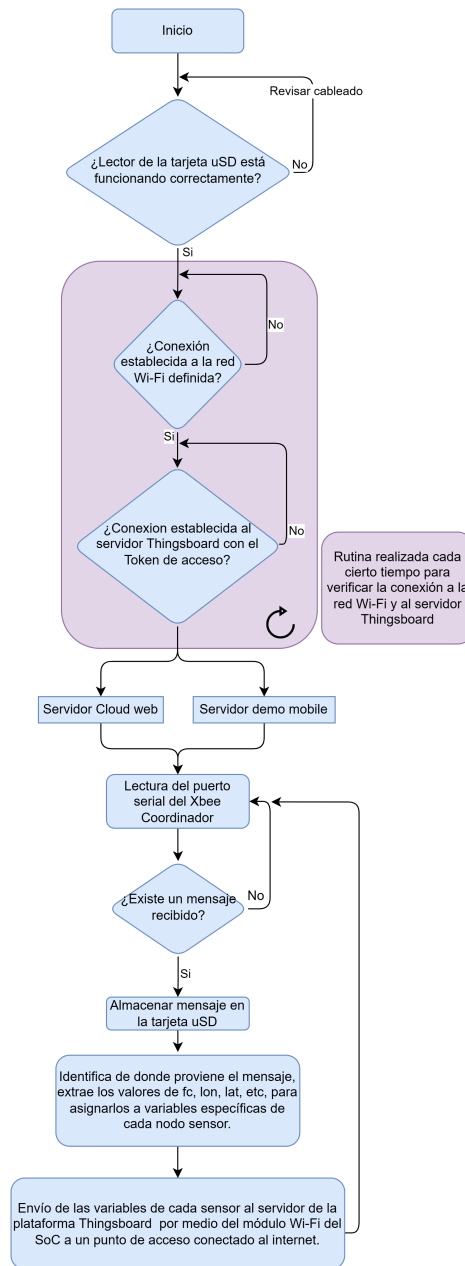 Inicio
Revisar cableado
¿Lector de la tarjeta uSD está
funcionando correctamente?
No
Si
No
¿Conexión
establecida a la red
Wi-Fi definida?
Si
¿Conexion establecida al
servidor Thingsboard con el
Token de acceso?
No
Rutina realizada cada
cierto tiempo para
verificar la conexión a la
red Wi-Fi y al servidor
Thingsboard
Servidor Cloud web
Servidor demo mobile
Lectura del puerto
serial del Xbee
Coordinador
¿Existe un mensaje
recibido?
No
Si
Almacenar mensaje en
la tarjeta uSD
Identifica de donde proviene el mensaje,
extrae los valores de fc, lon, lat, etc, para
asignarlos a variables específicas de
cada nodo sensor.
Envío de las variables de cada sensor al servidor de la
plataforma Thingsboard por medio del módulo Wi-Fi del
SoC a un punto de acceso conectado al internet.